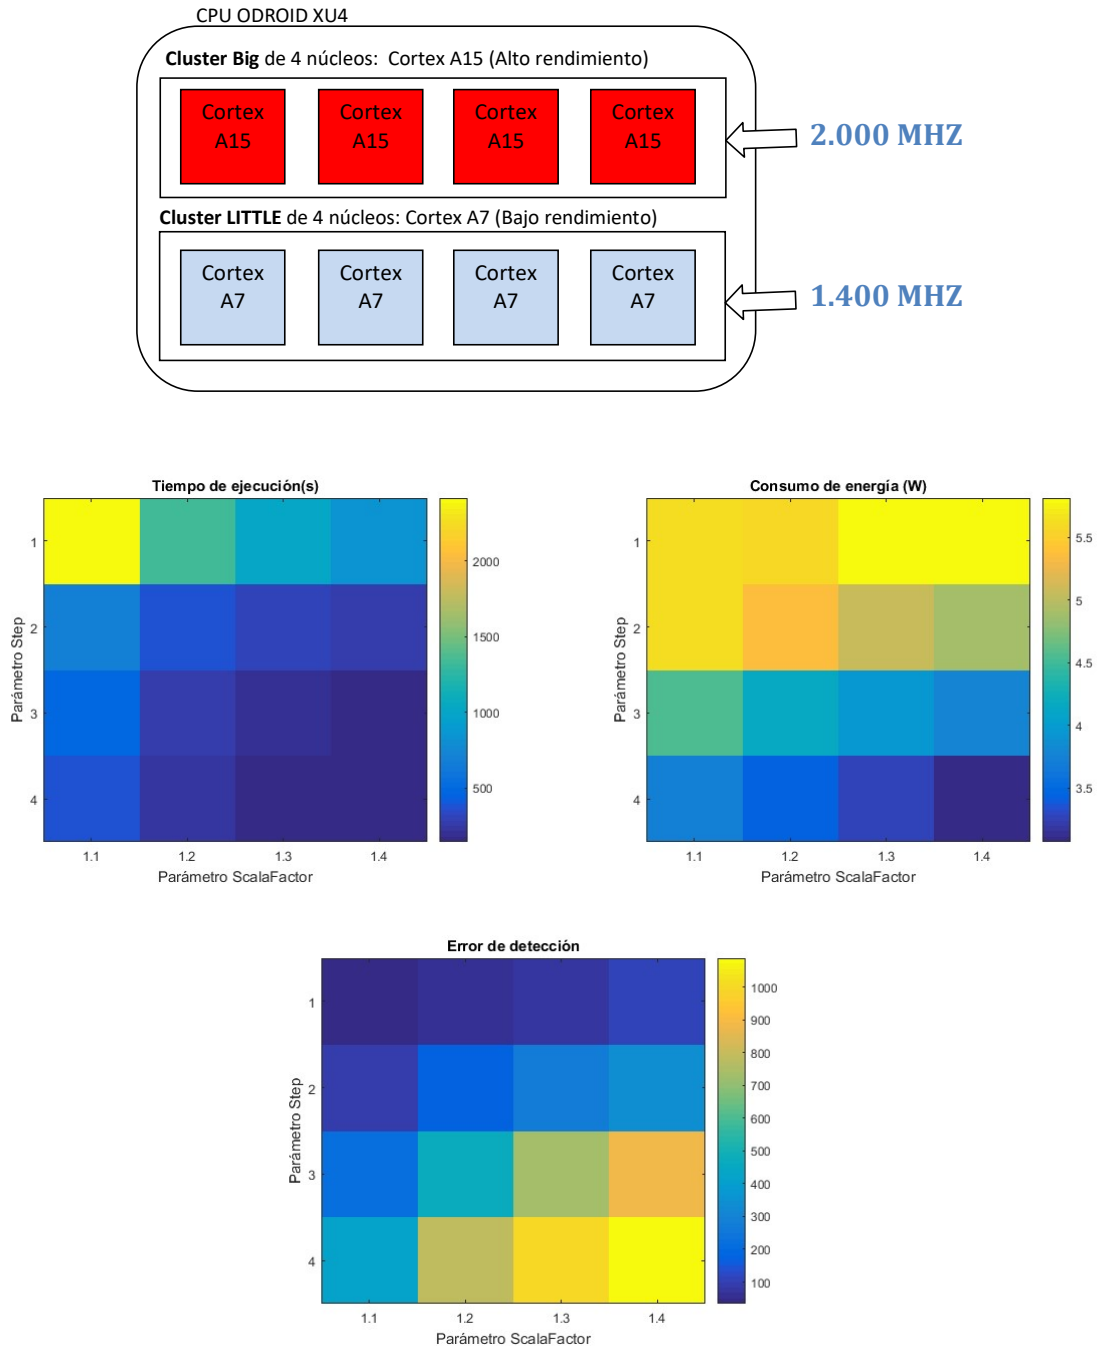 CPU ODROID XU4
Cluster Big de 4 núcleos: Cortex A15 (Alto rendimiento)
Cortex Cortex Cortex Cortex
A15 A15 A15 A15
2.000 MHZ
Cluster LITTLE de 4 núcleos: Cortex A7 (Bajo rendimiento)
Cortex Cortex Cortex Cortex
A7 A7 A7 A7
1.400 MHZ
Tiempo de ejecución(s)
Parámetro Step
1
2
3
4
1.1 1.2 1.3 1.4
Parámetro ScalaFactor
2000
1500
1000
500
Consumo de energía (W)
Parámetro Step
1
2
3
4
1.1 1.2 1.3 1.4
Parámetro ScalaFactor
5.5
5
4.5
4
3.5
Error de detección
Parámetro Step
1
2
3
4
1.1 1.2 1.3 1.4
Parámetro ScalaFactor
1000
900
800
700
600
500
400
300
200
100